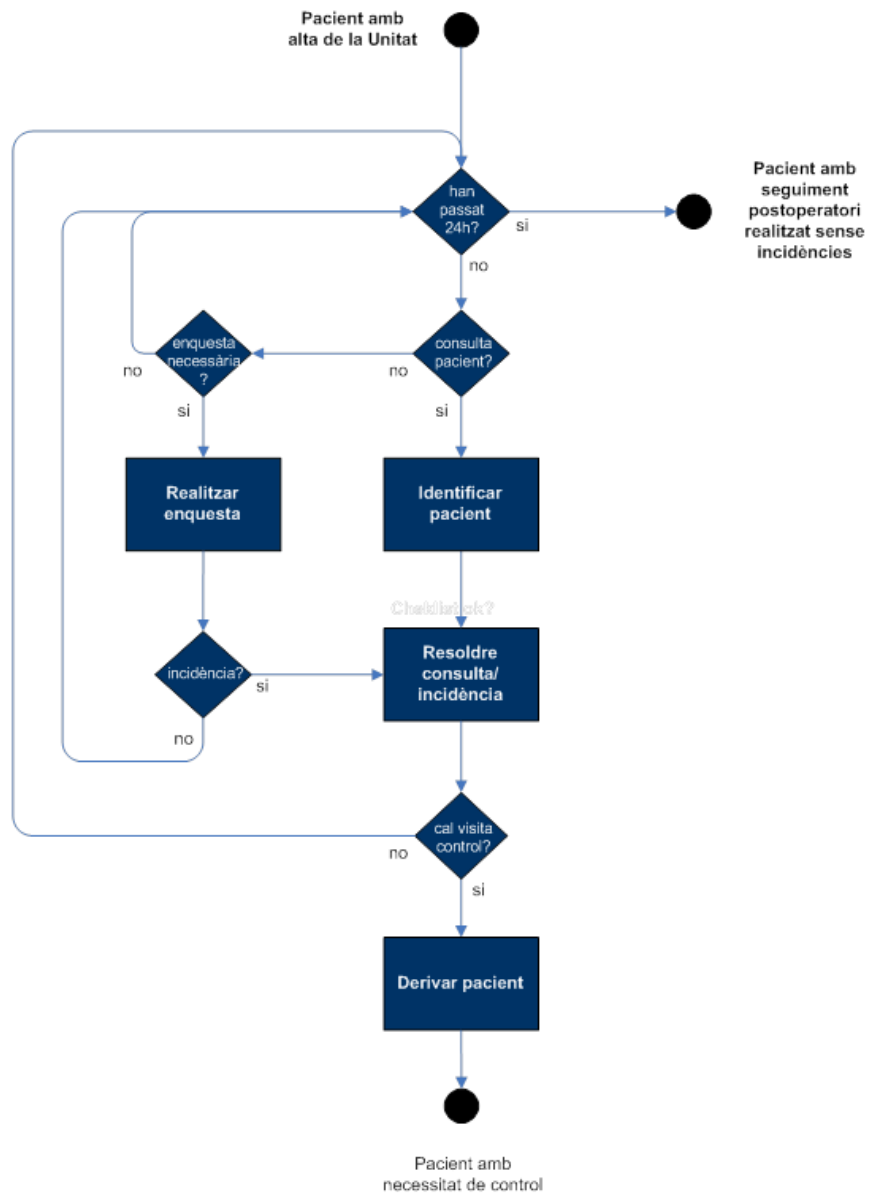 Pacient amb
alta de la Unitat
han
passat
24h?
si
Pacient amb
seguiment
postoperatori
realitzat sense
incidències
no
enquesta
necessària
?
no
consulta
pacient?
no
si
si
Realitzar
enquesta
Identificar
pacient
Cheklist ok?
incidència?
si
no
Resoldre
consulta/
incidència
cal visita
control?
no
si
Derivar pacient
Pacient amb
necessitat de control